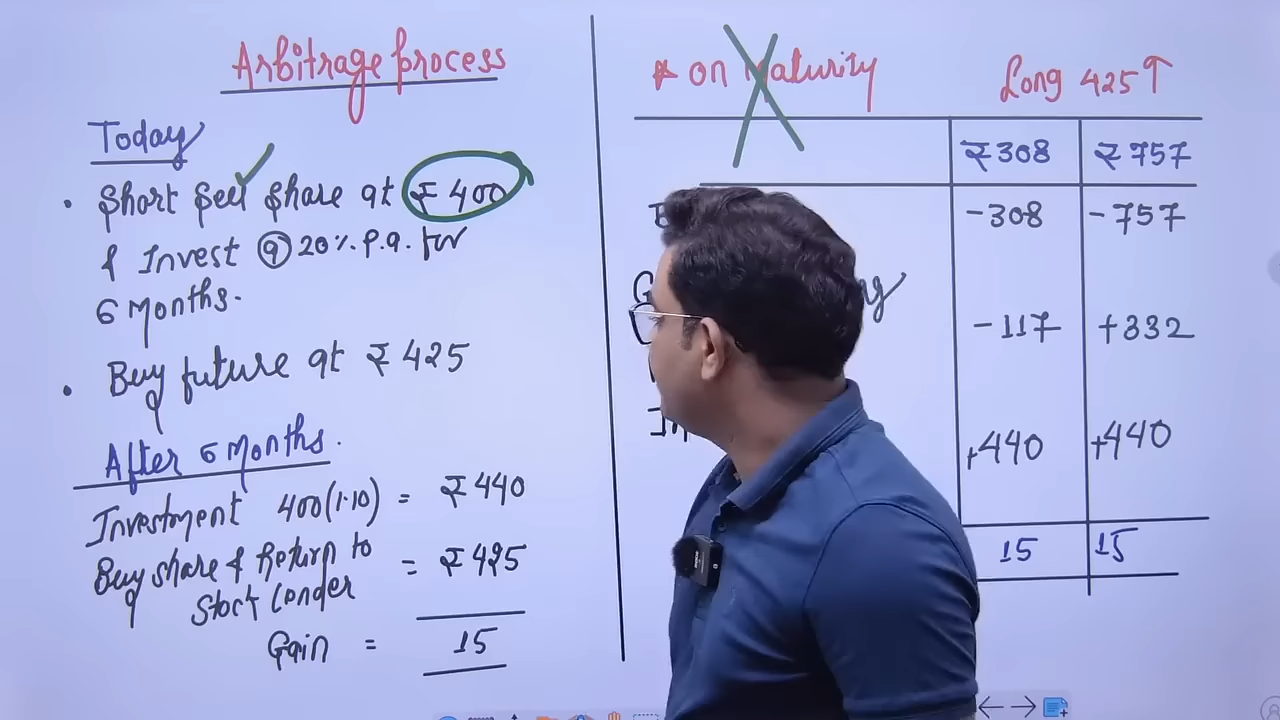 Arbitrage process
Today
• Short Sell Share at ₹ 400
& Invest @ 20%. P.a. for
6 Months.
• Buy future at ₹ 425
After 6 Months.
Investment 400(1.10) = ₹ 440
Buy share & Return to = ₹ 425
Stock Lender
Gain = 15
* on Maturity Long 425 ↑
₹ 308 ₹ 757
-308 -757
-117 +332
+440 +440
15 15